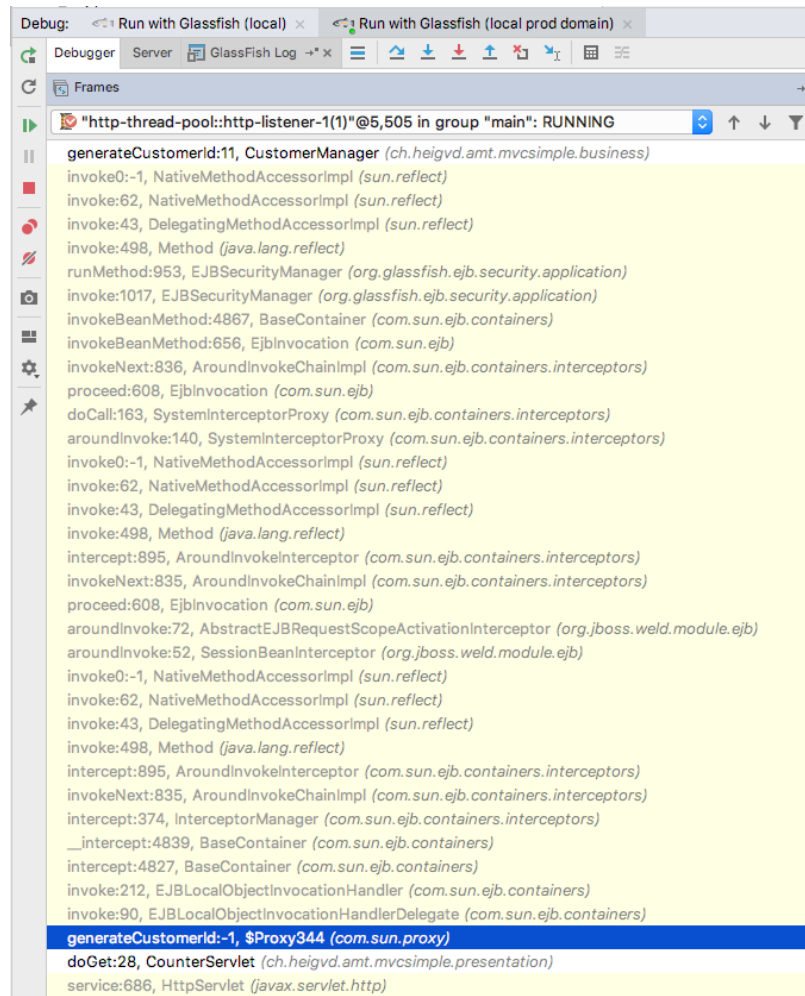 Debug: Run with Glassfish (local) × Run with Glassfish (local prod domain) ×
Debugger Server GlassFish Log →* ×
Frames
"http-thread-pool::http-listener-1(1)"@5,505 in group "main": RUNNING
generateCustomerId:11, CustomerManager (ch.heigvd.amt.mvcsimple.business)
invoke0:-1, NativeMethodAccessorImpl (sun.reflect)
invoke:62, NativeMethodAccessorImpl (sun.reflect)
invoke:43, DelegatingMethodAccessorImpl (sun.reflect)
invoke:498, Method (java.lang.reflect)
runMethod:953, EJBSecurityManager (org.glassfish.ejb.security.application)
invoke:1017, EJBSecurityManager (org.glassfish.ejb.security.application)
invokeBeanMethod:4867, BaseContainer (com.sun.ejb.containers)
invokeBeanMethod:656, EjbInvocation (com.sun.ejb)
invokeNext:836, AroundInvokeChainImpl (com.sun.ejb.containers.interceptors)
proceed:608, EjbInvocation (com.sun.ejb)
doCall:163, SystemInterceptorProxy (com.sun.ejb.containers.interceptors)
aroundInvoke:140, SystemInterceptorProxy (com.sun.ejb.containers.interceptors)
invoke0:-1, NativeMethodAccessorImpl (sun.reflect)
invoke:62, NativeMethodAccessorImpl (sun.reflect)
invoke:43, DelegatingMethodAccessorImpl (sun.reflect)
invoke:498, Method (java.lang.reflect)
intercept:895, AroundInvokeInterceptor (com.sun.ejb.containers.interceptors)
invokeNext:835, AroundInvokeChainImpl (com.sun.ejb.containers.interceptors)
proceed:608, EjbInvocation (com.sun.ejb)
aroundInvoke:72, AbstractEJBRequestScopeActivationInterceptor (org.jboss.weld.module.ejb)
aroundInvoke:52, SessionBeanInterceptor (org.jboss.weld.module.ejb)
invoke0:-1, NativeMethodAccessorImpl (sun.reflect)
invoke:62, NativeMethodAccessorImpl (sun.reflect)
invoke:43, DelegatingMethodAccessorImpl (sun.reflect)
invoke:498, Method (java.lang.reflect)
intercept:895, AroundInvokeInterceptor (com.sun.ejb.containers.interceptors)
invokeNext:835, AroundInvokeChainImpl (com.sun.ejb.containers.interceptors)
intercept:374, InterceptorManager (com.sun.ejb.containers.interceptors)
__intercept:4839, BaseContainer (com.sun.ejb.containers)
intercept:4827, BaseContainer (com.sun.ejb.containers)
invoke:212, EJBLocalObjectInvocationHandler (com.sun.ejb.containers)
invoke:90, EJBLocalObjectInvocationHandlerDelegate (com.sun.ejb.containers)
generateCustomerId:-1, $Proxy344 (com.sun.proxy)
doGet:28, CounterServlet (ch.heigvd.amt.mvcsimple.presentation)
service:686, HttpServlet (javax.servlet.http)